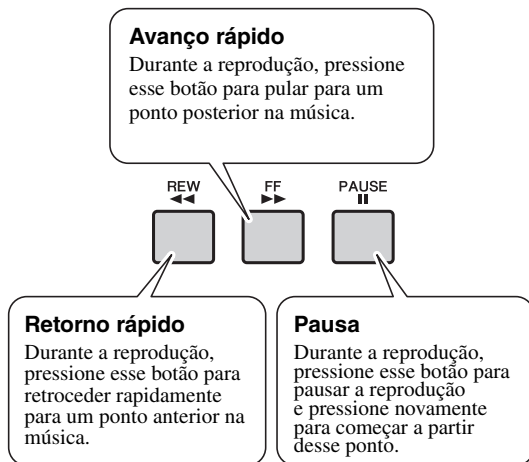 Avanço rápido
Durante a reprodução, pressione
esse botão para pular para um
ponto posterior na música.
REW
FF
PAUSE
Retorno rápido
Durante a reprodução,
pressione esse botão para
retroceder rapidamente
para um ponto anterior na
música.
Pausa
Durante a reprodução,
pressione esse botão para
pausar a reprodução
e pressione novamente
para começar a partir
desse ponto.